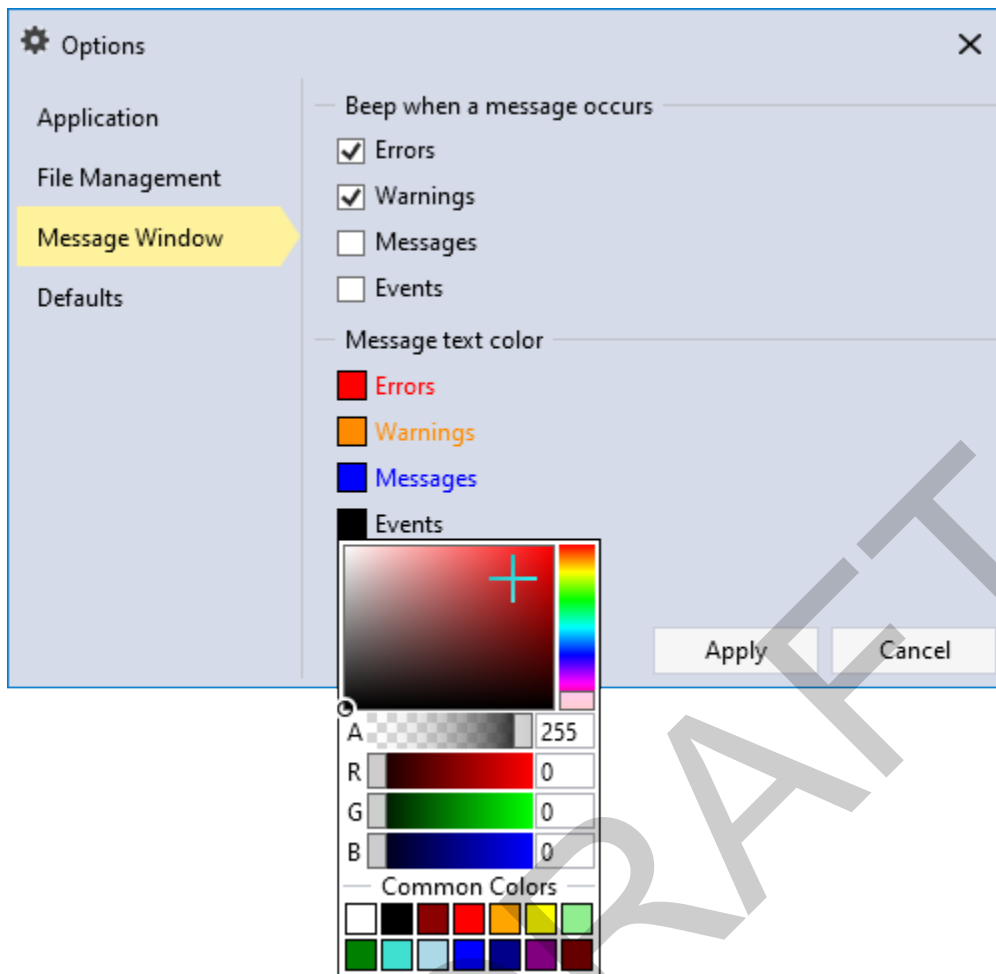 Options
Application
File Management
Message Window
Defaults
Beep when a message occurs
Errors
Warnings
Messages
Events
Message text color
Errors
Warnings
Messages
Events
A 255
R 0
G 0
B 0
Common Colors
Apply Cancel
RAFT